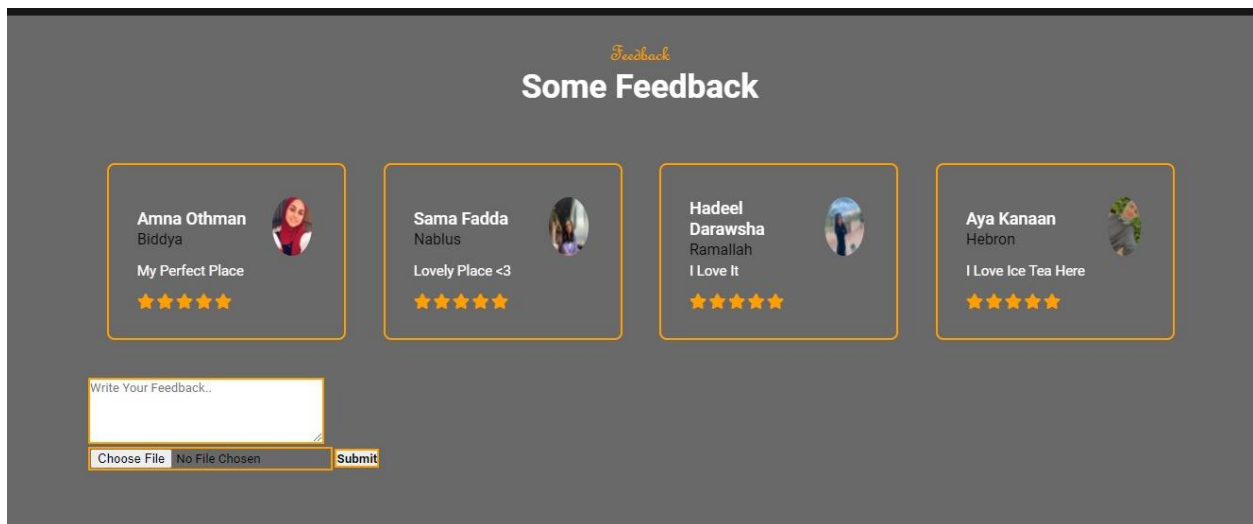 Feedback
Some Feedback
Amna Othman
Biddya
My Perfect Place
Sama Fadda
Nablus
Lovely Place <3
Hadeel
Darawsha
Ramallah
I Love It
Aya Kanaan
Hebron
I Love Ice Tea Here
Write Your Feedback..
Choose File No File Chosen Submit